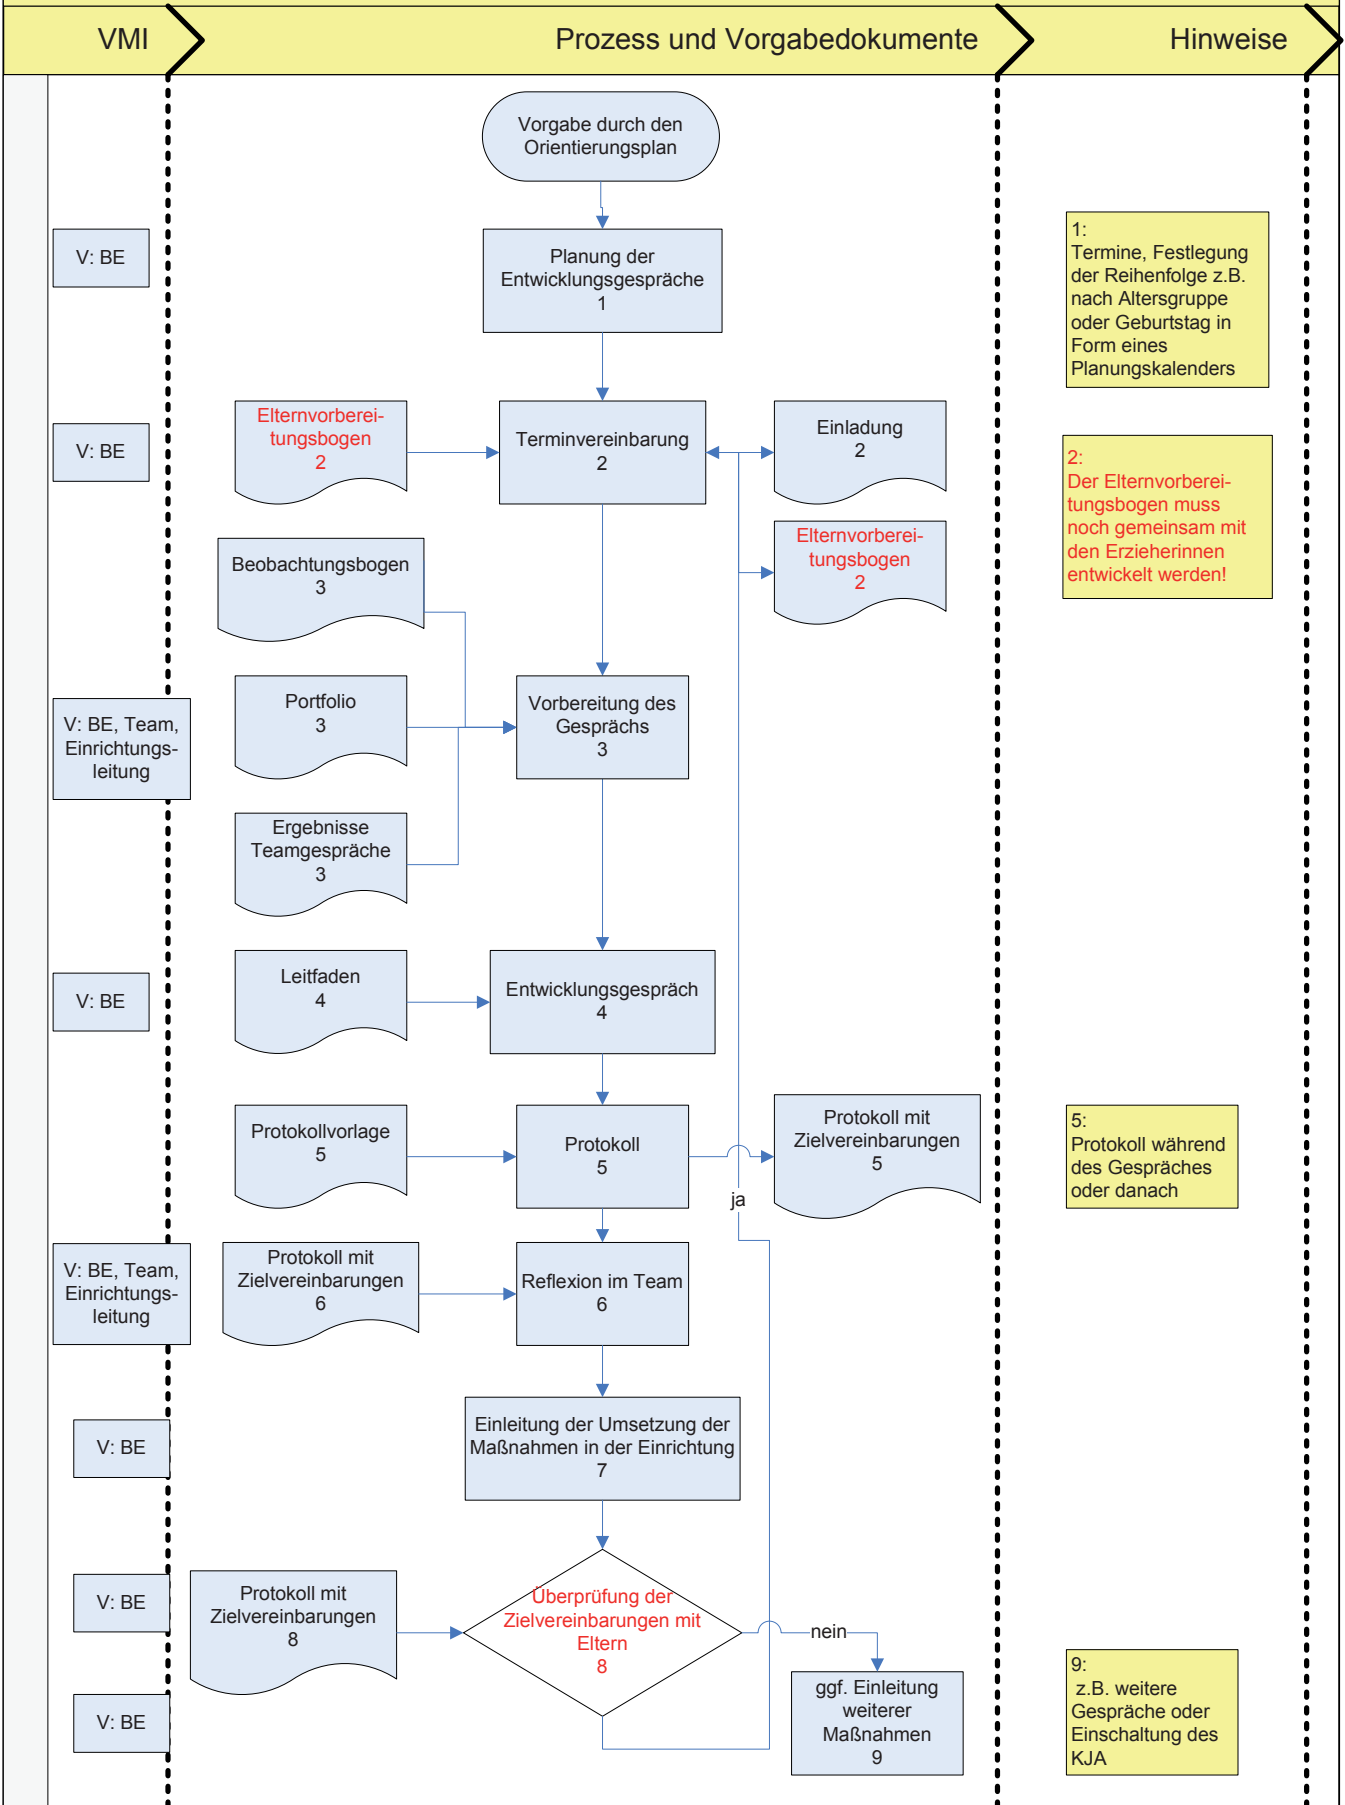 VMI
Prozess und Vorgabedokumente
Hinweise
Vorgabe durch den
Orientierungsplan
V: BE
Planung der
Entwicklungsgespräche
1
1:
Termine, Festlegung
der Reihenfolge z.B.
nach Altersgruppe
oder Geburtstag in
Form eines
Planungskalenders
V: BE
Elternvorberei-
tungsbogen
2
Terminvereinbarung
2
Einladung
2
2:
Der Elternvorberei-
tungsbogen muss
noch gemeinsam mit
den Erzieherinnen
entwickelt werden!
Elternvorberei-
tungsbogen
2
Beobachtungsbogen
3
V: BE, Team,
Einrichtungs-
leitung
Portfolio
3
Vorbereitung des
Gesprächs
3
Ergebnisse
Teamgespräche
3
V: BE
Leitfaden
4
Entwicklungsgespräch
4
Protokollvorlage
5
Protokoll
5
Protokoll mit
Zielvereinbarungen
5
5:
Protokoll während
des Gespräches
oder danach
ja
V: BE, Team,
Einrichtungs-
leitung
Protokoll mit
Zielvereinbarungen
6
Reflexion im Team
6
V: BE
Einleitung der Umsetzung der
Maßnahmen in der Einrichtung
7
V: BE
Protokoll mit
Zielvereinbarungen
8
Überprüfung der
Zielvereinbarungen mit
Eltern
8
nein
V: BE
ggf. Einleitung
weiterer
Maßnahmen
9
9:
z.B. weitere
Gespräche oder
Einschaltung des
KJA